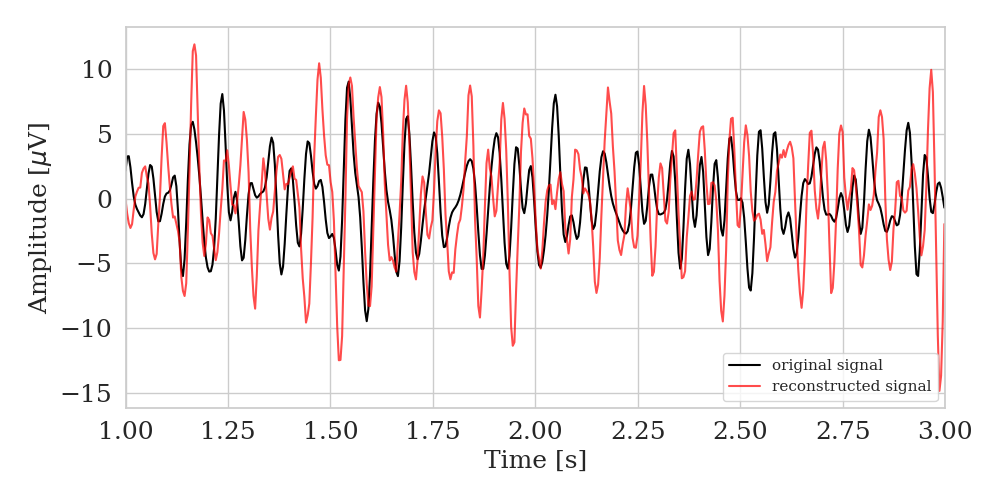 Amplitude [μV]
10
5
0
−5
−10
−15
original signal
reconstructed signal
1.00 1.25 1.50 1.75 2.00 2.25 2.50 2.75 3.00
Time [s]